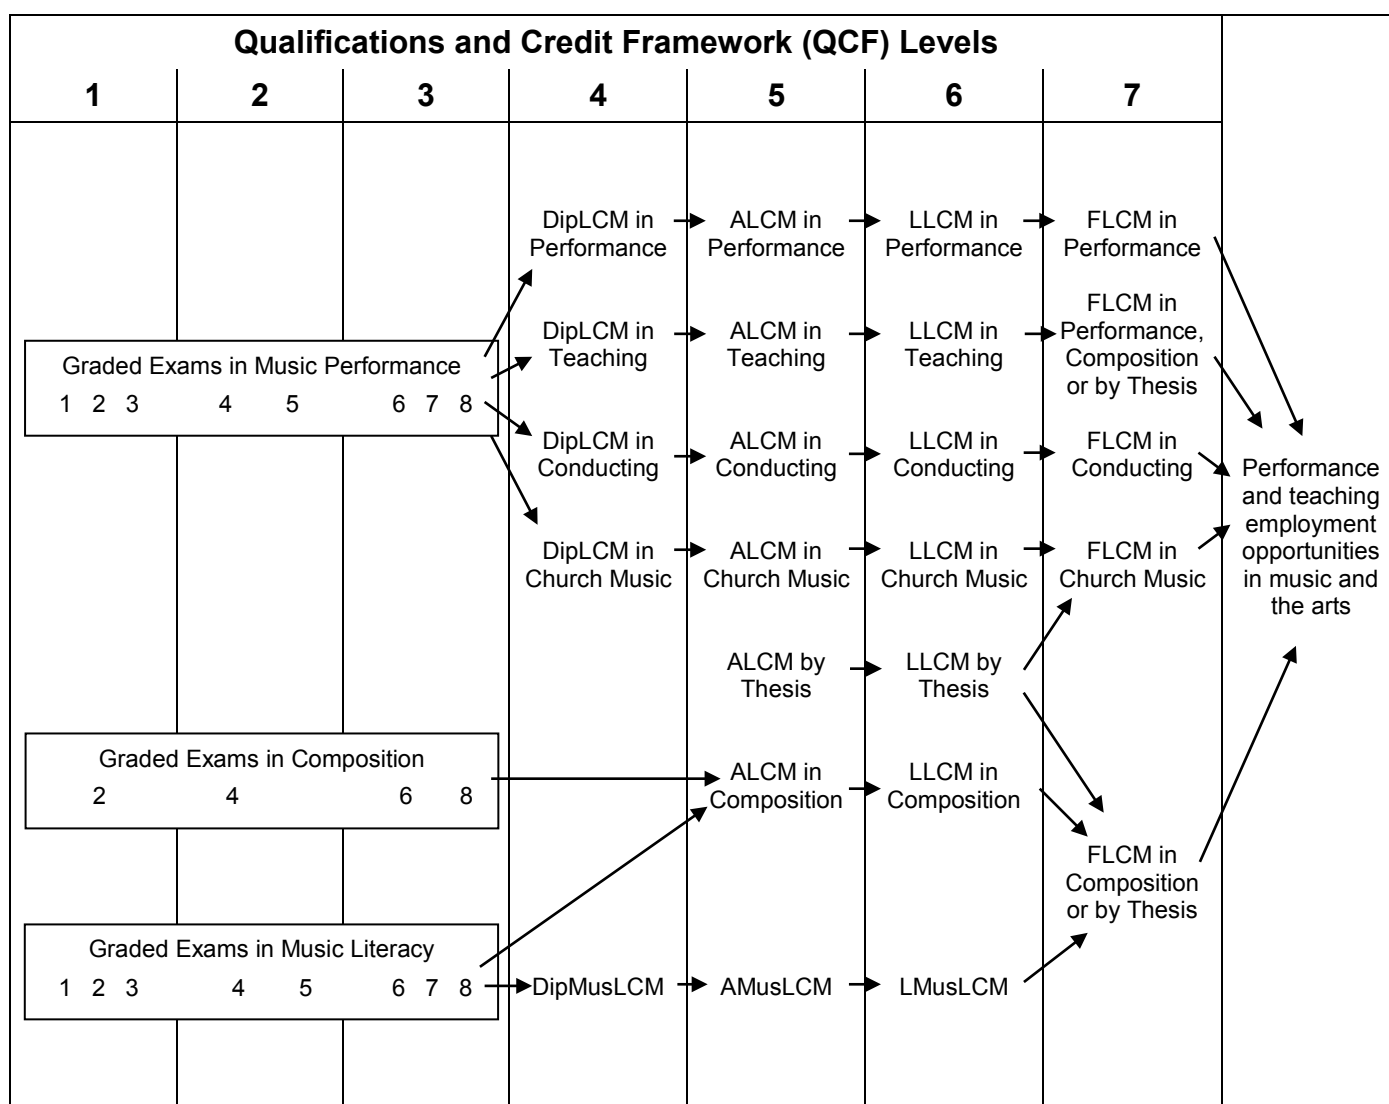 Qualifications and Credit Framework (QCF) Levels
1 2 3 4 5 6 7
DipLCM in ALCM in LLCM in FLCM in
Performance Performance Performance Performance
FLCM in
DipLCM in ALCM in LLCM in Performance,
Teaching Teaching Teaching Composition
or by Thesis
Graded Exams in Music Performance
1 2 3 4 5 6 7 8
DipLCM in ALCM in LLCM in FLCM in
Conducting Conducting Conducting Conducting
Performance
and teaching
employment
opportunities
in music and
the arts
DipLCM in ALCM in LLCM in FLCM in
Church Music Church Music Church Music Church Music
ALCM by LLCM by
Thesis Thesis
Graded Exams in Composition
2 4 6 8
ALCM in LLCM in
Composition Composition
FLCM in
Composition
or by Thesis
Graded Exams in Music Literacy
1 2 3 4 5 6 7 8
DipMusLCM AMusLCM LMusLCM